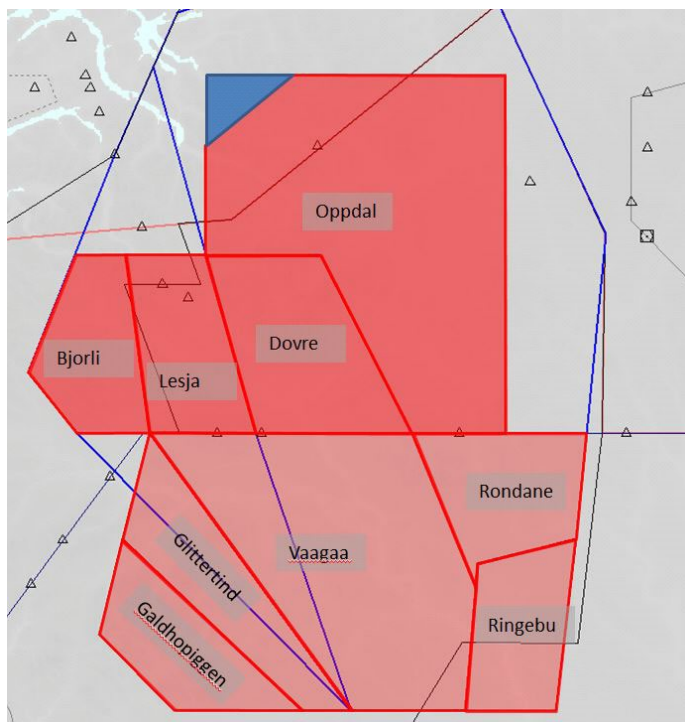 Oppdal
Dovre
Bjorli
Lesja
Rondane
Vaagaa
Glittertind
Galdhopiggen
Ringebu